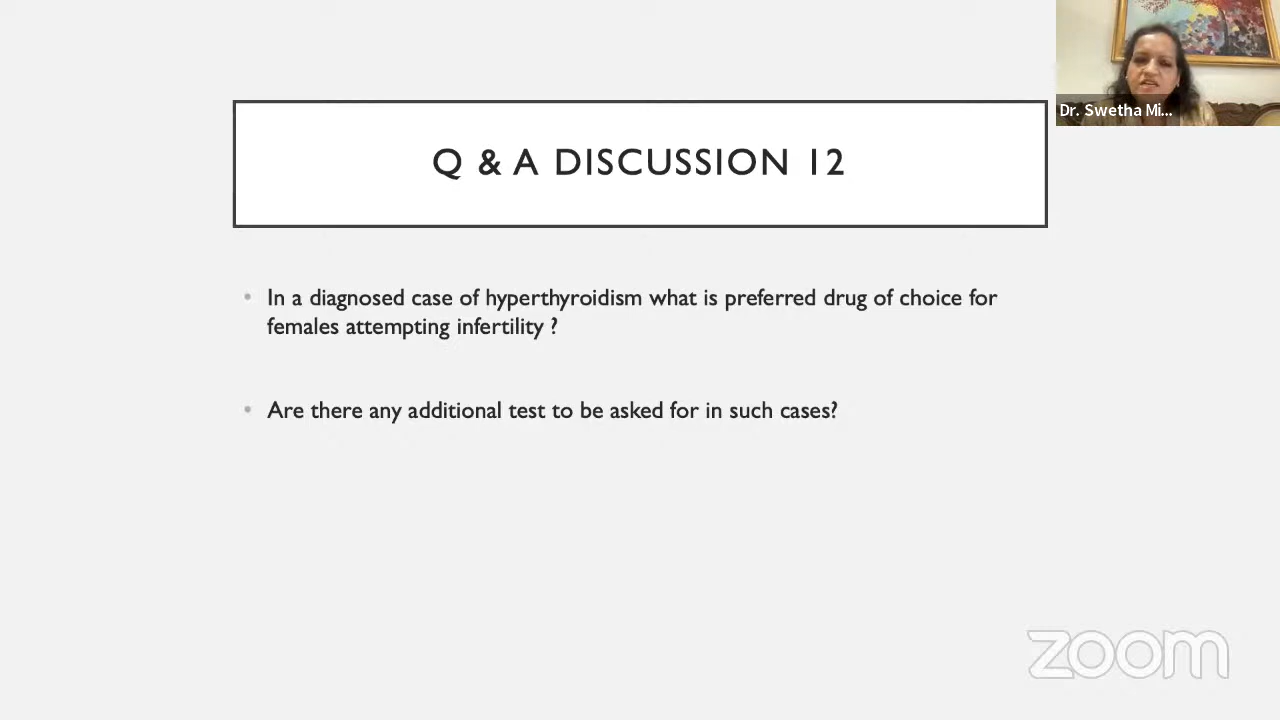 Dr. Swetha Mi...
Q & A DISCUSSION 12
• In a diagnosed case of hyperthyroidism what is preferred drug of choice for
females attempting infertility ?
• Are there any additional test to be asked for in such cases?
zoom